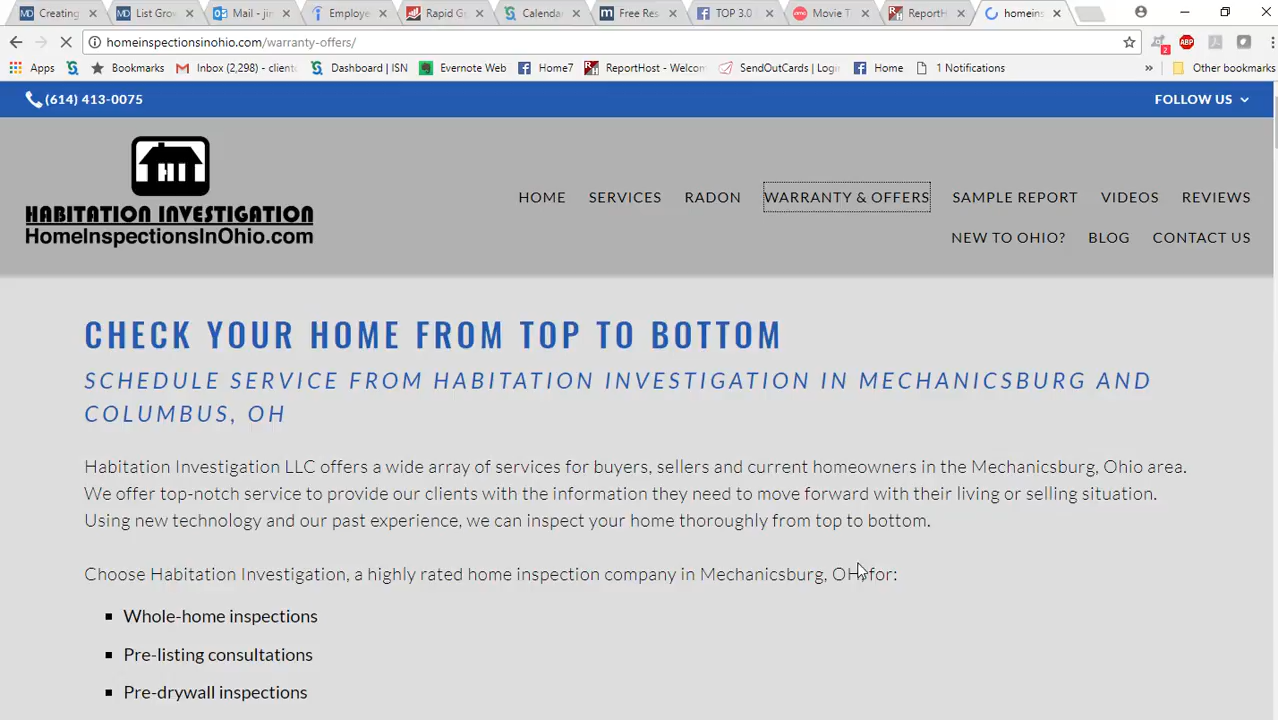 Creating
List Grov
Mail - jin
Employe
Rapid G
Calenda
Free Res
TOP 3.0
Movie T
ReportH
homeins
homeinspectionsinohio.com/warranty-offers/
2
ABP
Apps
Bookmarks
Inbox (2,298) - cliente
Dashboard | ISN
Evernote Web
Home7
ReportHost - Welcom
SendOutCards | Login
Home
1 Notifications
»
Other bookmarks
(614) 413-0075
FOLLOW US
HI
HABITATION INVESTIGATION
HomeInspectionsInOhio.com
HOME SERVICES RADON WARRANTY & OFFERS SAMPLE REPORT VIDEOS REVIEWS
NEW TO OHIO? BLOG CONTACT US
CHECK YOUR HOME FROM TOP TO BOTTOM
SCHEDULE SERVICE FROM HABITATION INVESTIGATION IN MECHANICSBURG AND
COLUMBUS, OH
Habitation Investigation LLC offers a wide array of services for buyers, sellers and current homeowners in the Mechanicsburg, Ohio area.
We offer top-notch service to provide our clients with the information they need to move forward with their living or selling situation.
Using new technology and our past experience, we can inspect your home thoroughly from top to bottom.
Choose Habitation Investigation, a highly rated home inspection company in Mechanicsburg, OH for:
Whole-home inspections
Pre-listing consultations
Pre-drywall inspections